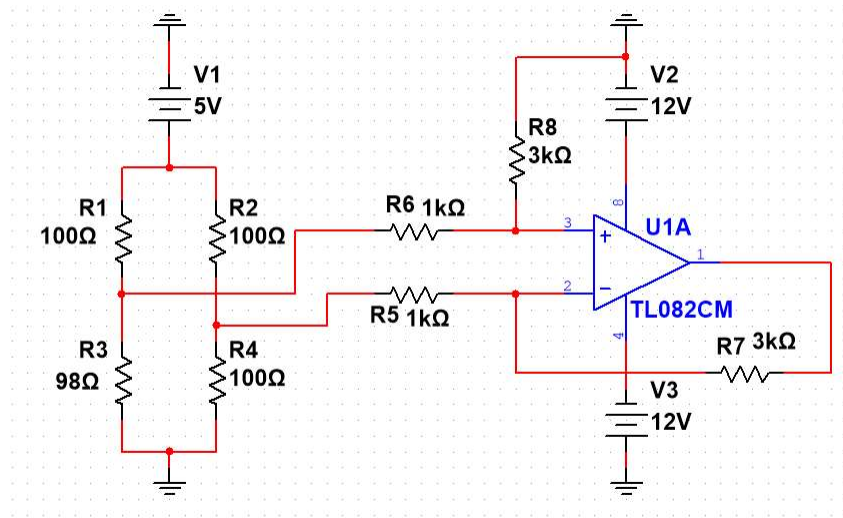 V1
5V
V2
12V
R8
3kΩ
R1
100Ω
R2
100Ω
R6 1kΩ
3
8
U1A
+
1
2
−
R5 1kΩ
TL082CM
4
R3
98Ω
R4
100Ω
R7 3kΩ
V3
12V